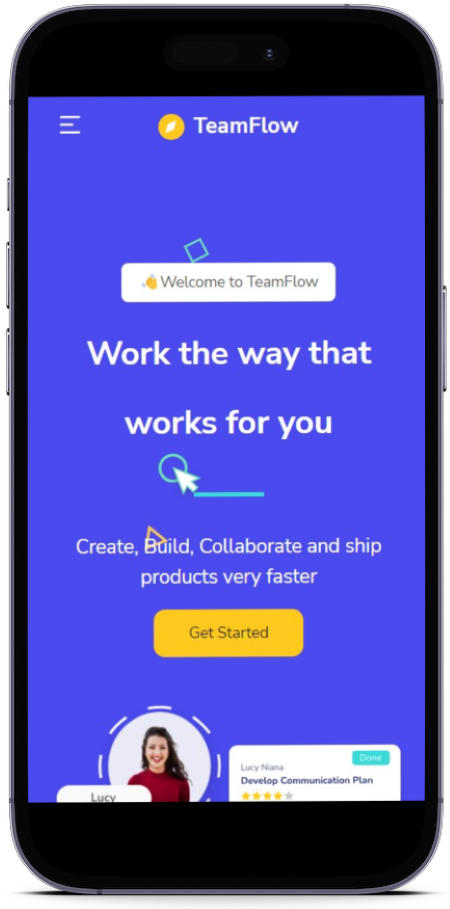 TeamFlow
👋Welcome to TeamFlow
Work the way that
works for you
Create, Build, Collaborate and ship
products very faster
Get Started
Done
Lucy Niana
Develop Communication Plan
Lucy